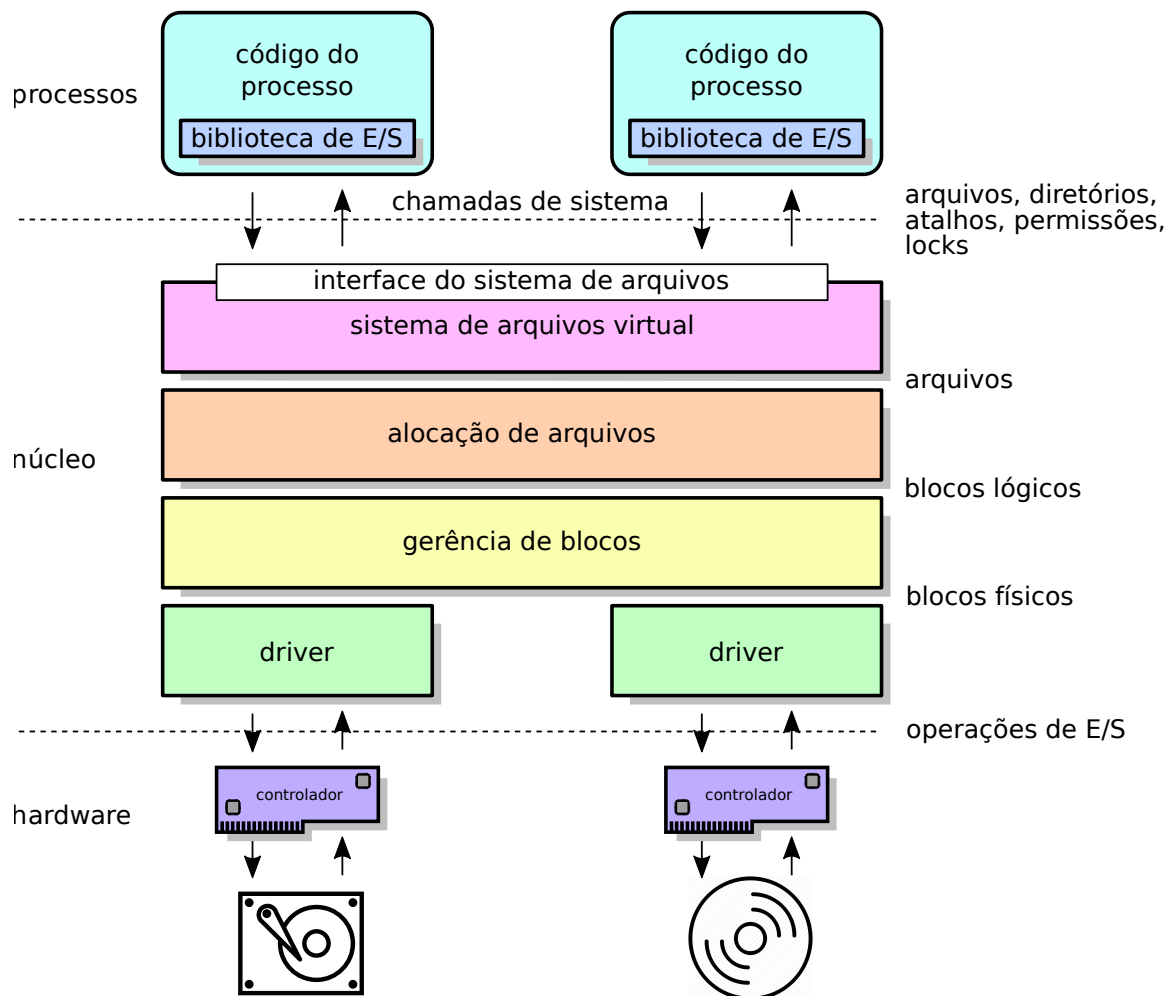 código do
processo
biblioteca de E/S
código do
processo
biblioteca de E/S
processos
chamadas de sistema
arquivos, diretórios,
atalhos, permissões,
locks
interface do sistema de arquivos
sistema de arquivos virtual
arquivos
alocação de arquivos
núcleo
blocos lógicos
gerência de blocos
blocos físicos
driver
driver
operações de E/S
controlador
controlador
hardware